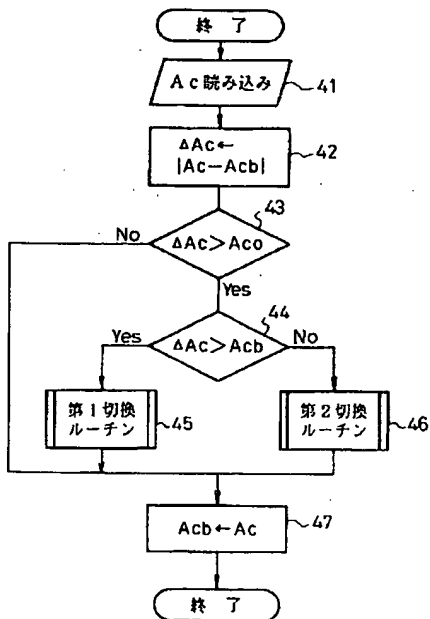 終 了
Ac 読み込み
41
ΔAc←
|Ac－Acb|
42
43
ΔAc＞Aco
No
Yes
44
ΔAc＞Acb
Yes
No
第1切換
ルーチン
45
第2切換
ルーチン
46
Acb←Ac
47
終 了